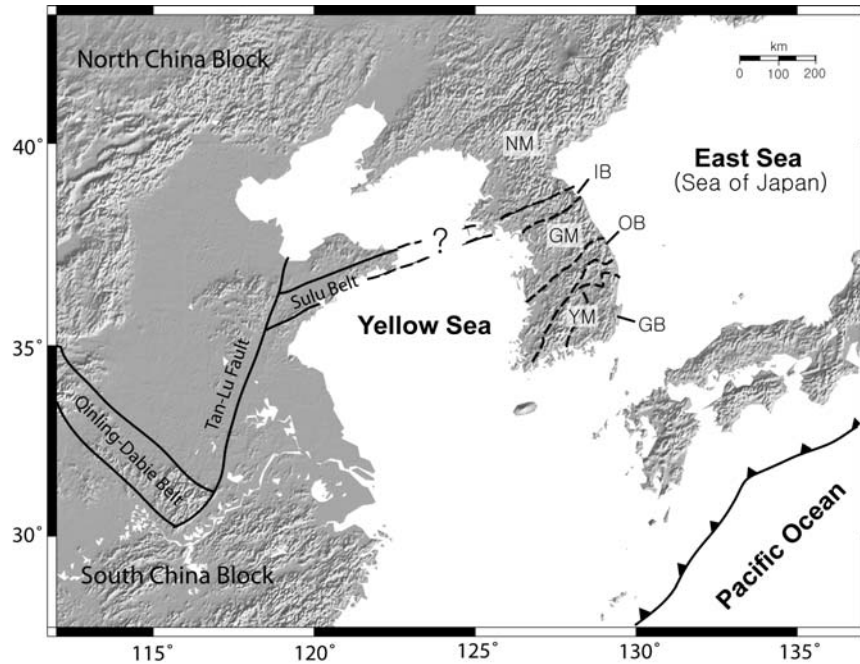 North China Block
km
0 50 100 200
40°
NM
East Sea
(Sea of Japan)
IB
OB
?
GM
Sulu Belt
Yellow Sea
YM
GB
35°
Tan-Lu Fault
Qinling-Dabie Belt
30°
South China Block
Pacific Ocean
115°
120°
125°
130°
135°